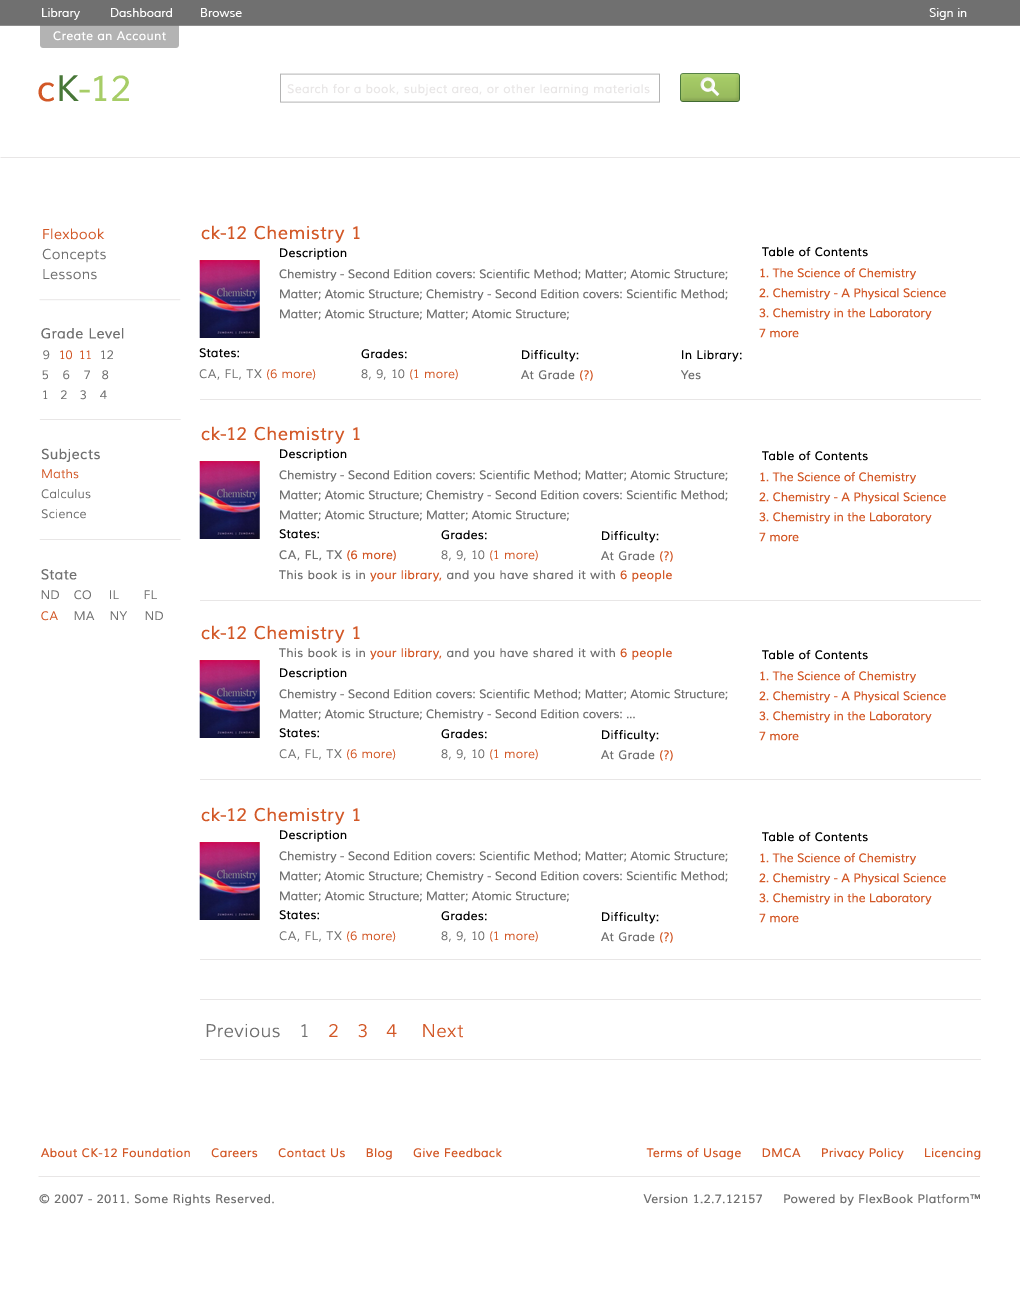 Library Dashboard Browse Sign in
Create an Account
cK-12
Search for a book, subject area, or other learning materials
Flexbook
Concepts
Lessons
Grade Level
9 10 11 12
5 6 7 8
1 2 3 4
Subjects
Maths
Calculus
Science
State
ND CO IL FL
CA MA NY ND
ck-12 Chemistry 1
Chemistry
Description
Chemistry - Second Edition covers: Scientific Method; Matter; Atomic Structure;
Matter; Atomic Structure; Chemistry - Second Edition covers: Scientific Method;
Matter; Atomic Structure; Matter; Atomic Structure;
States: Grades: Difficulty: In Library:
CA, FL, TX (6 more) 8, 9, 10 (1 more) At Grade (?) Yes
Table of Contents
1. The Science of Chemistry
2. Chemistry - A Physical Science
3. Chemistry in the Laboratory
7 more
ck-12 Chemistry 1
Chemistry
Description
Chemistry - Second Edition covers: Scientific Method; Matter; Atomic Structure;
Matter; Atomic Structure; Chemistry - Second Edition covers: Scientific Method;
Matter; Atomic Structure; Matter; Atomic Structure;
States: Grades: Difficulty:
CA, FL, TX (6 more) 8, 9, 10 (1 more) At Grade (?)
This book is in your library, and you have shared it with 6 people
Table of Contents
1. The Science of Chemistry
2. Chemistry - A Physical Science
3. Chemistry in the Laboratory
7 more
ck-12 Chemistry 1
Chemistry
This book is in your library, and you have shared it with 6 people
Description
Chemistry - Second Edition covers: Scientific Method; Matter; Atomic Structure;
Matter; Atomic Structure; Chemistry - Second Edition covers: ...
States: Grades: Difficulty:
CA, FL, TX (6 more) 8, 9, 10 (1 more) At Grade (?)
Table of Contents
1. The Science of Chemistry
2. Chemistry - A Physical Science
3. Chemistry in the Laboratory
7 more
ck-12 Chemistry 1
Chemistry
Description
Chemistry - Second Edition covers: Scientific Method; Matter; Atomic Structure;
Matter; Atomic Structure; Chemistry - Second Edition covers: Scientific Method;
Matter; Atomic Structure; Matter; Atomic Structure;
States: Grades: Difficulty:
CA, FL, TX (6 more) 8, 9, 10 (1 more) At Grade (?)
Table of Contents
1. The Science of Chemistry
2. Chemistry - A Physical Science
3. Chemistry in the Laboratory
7 more
Previous 1 2 3 4 Next
About CK-12 Foundation Careers Contact Us Blog Give Feedback Terms of Usage DMCA Privacy Policy Licencing
© 2007 - 2011. Some Rights Reserved. Version 1.2.7.12157 Powered by FlexBook Platform™